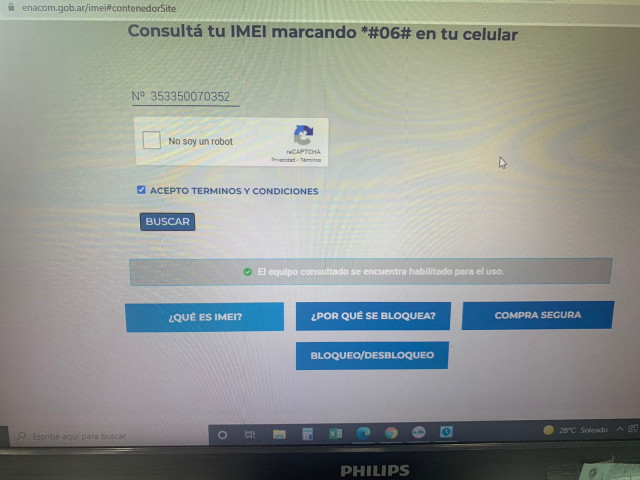 enacom.gob.ar/imei#contenedorSite
Consultá tu IMEI marcando *#06# en tu celular
Nº 353350070352
No soy un robot
reCAPTCHA
Privacidad - Términos
ACEPTO TERMINOS Y CONDICIONES
BUSCAR
El equipo consultado se encuentra habilitado para el uso.
¿QUÉ ES IMEI?
¿POR QUÉ SE BLOQUEA?
COMPRA SEGURA
BLOQUEO/DESBLOQUEO
Escribe aquí para buscar
28°C Soleado
PHILIPS